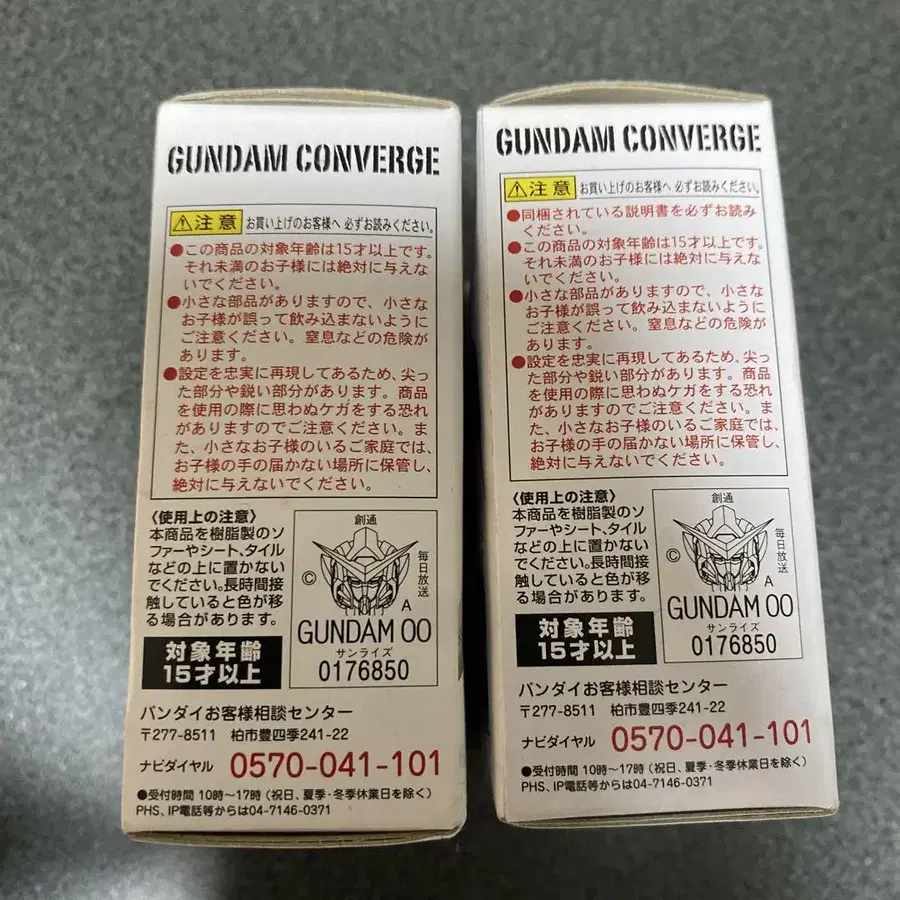 GUNDAM CONVERGE
注意 お買い上げのお客様へ 必ずお読みください。
●この商品の対象年齢は15才以上です。
それ未満のお子様には絶対に与えな
いでください。
●小さな部品がありますので、小さな
お子様が誤って飲み込まないように
ご注意ください。窒息などの危険が
あります。
●設定を忠実に再現してあるため、尖っ
た部分や鋭い部分があります。商品
を使用の際に思わぬケガをする恐れ
がありますのでご注意ください。ま
た、小さなお子様のいるご家庭では、
お子様の手の届かない場所に保管し、
絶対に与えないでください。
〈使用上の注意〉
本商品を樹脂製のソ
ファーやシート、タイル
などの上に置かない
でください。長時間接
触していると色が移
る場合があります。
対象年齢
15才以上
創通
毎日放送
©
A
GUNDAM 00
サンライズ
0176850
バンダイお客様相談センター
〒277-8511 柏市豊四季241-22
ナビダイヤル 0570-041-101
●受付時間 10時〜17時(祝日、夏季・冬季休業日を除く)
PHS、IP電話等からは04-7146-0371
GUNDAM CONVERGE
注意 お買い上げのお客様へ 必ずお読みください。
●同梱されている説明書を必ずお読み
ください。
●この商品の対象年齢は15才以上です。
それ未満のお子様には絶対に与えな
いでください。
●小さな部品がありますので、小さな
お子様が誤って飲み込まないように
ご注意ください。窒息などの危険が
あります。
●設定を忠実に再現してあるため、尖っ
た部分や鋭い部分があります。商品
を使用の際に思わぬケガをする恐れ
がありますのでご注意ください。ま
た、小さなお子様のいるご家庭では、
お子様の手の届かない場所に保管し、
絶対に与えないでください。
〈使用上の注意〉
本商品を樹脂製のソ
ファーやシート、タイル
などの上に置かない
でください。長時間接
触していると色が移
る場合があります。
対象年齢
15才以上
創通
毎日放送
©
A
GUNDAM 00
サンライズ
0176850
バンダイお客様相談センター
〒277-8511 柏市豊四季241-22
ナビダイヤル 0570-041-101
●受付時間 10時〜17時(祝日、夏季・冬季休業日を除く)
PHS、IP電話等からは04-7146-0371